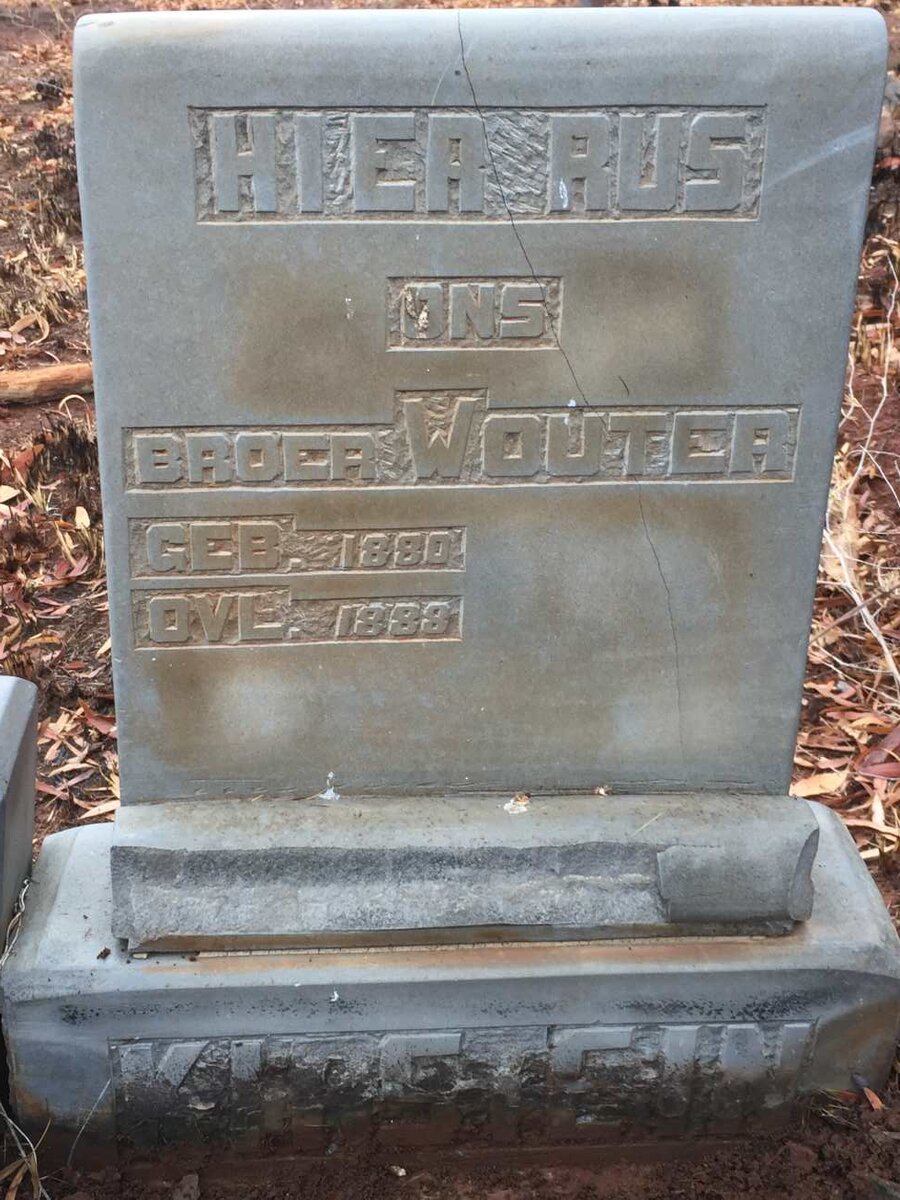 HIER RUS
ONS
BROER WOUTER
GEB. 1880
OVL. 1888